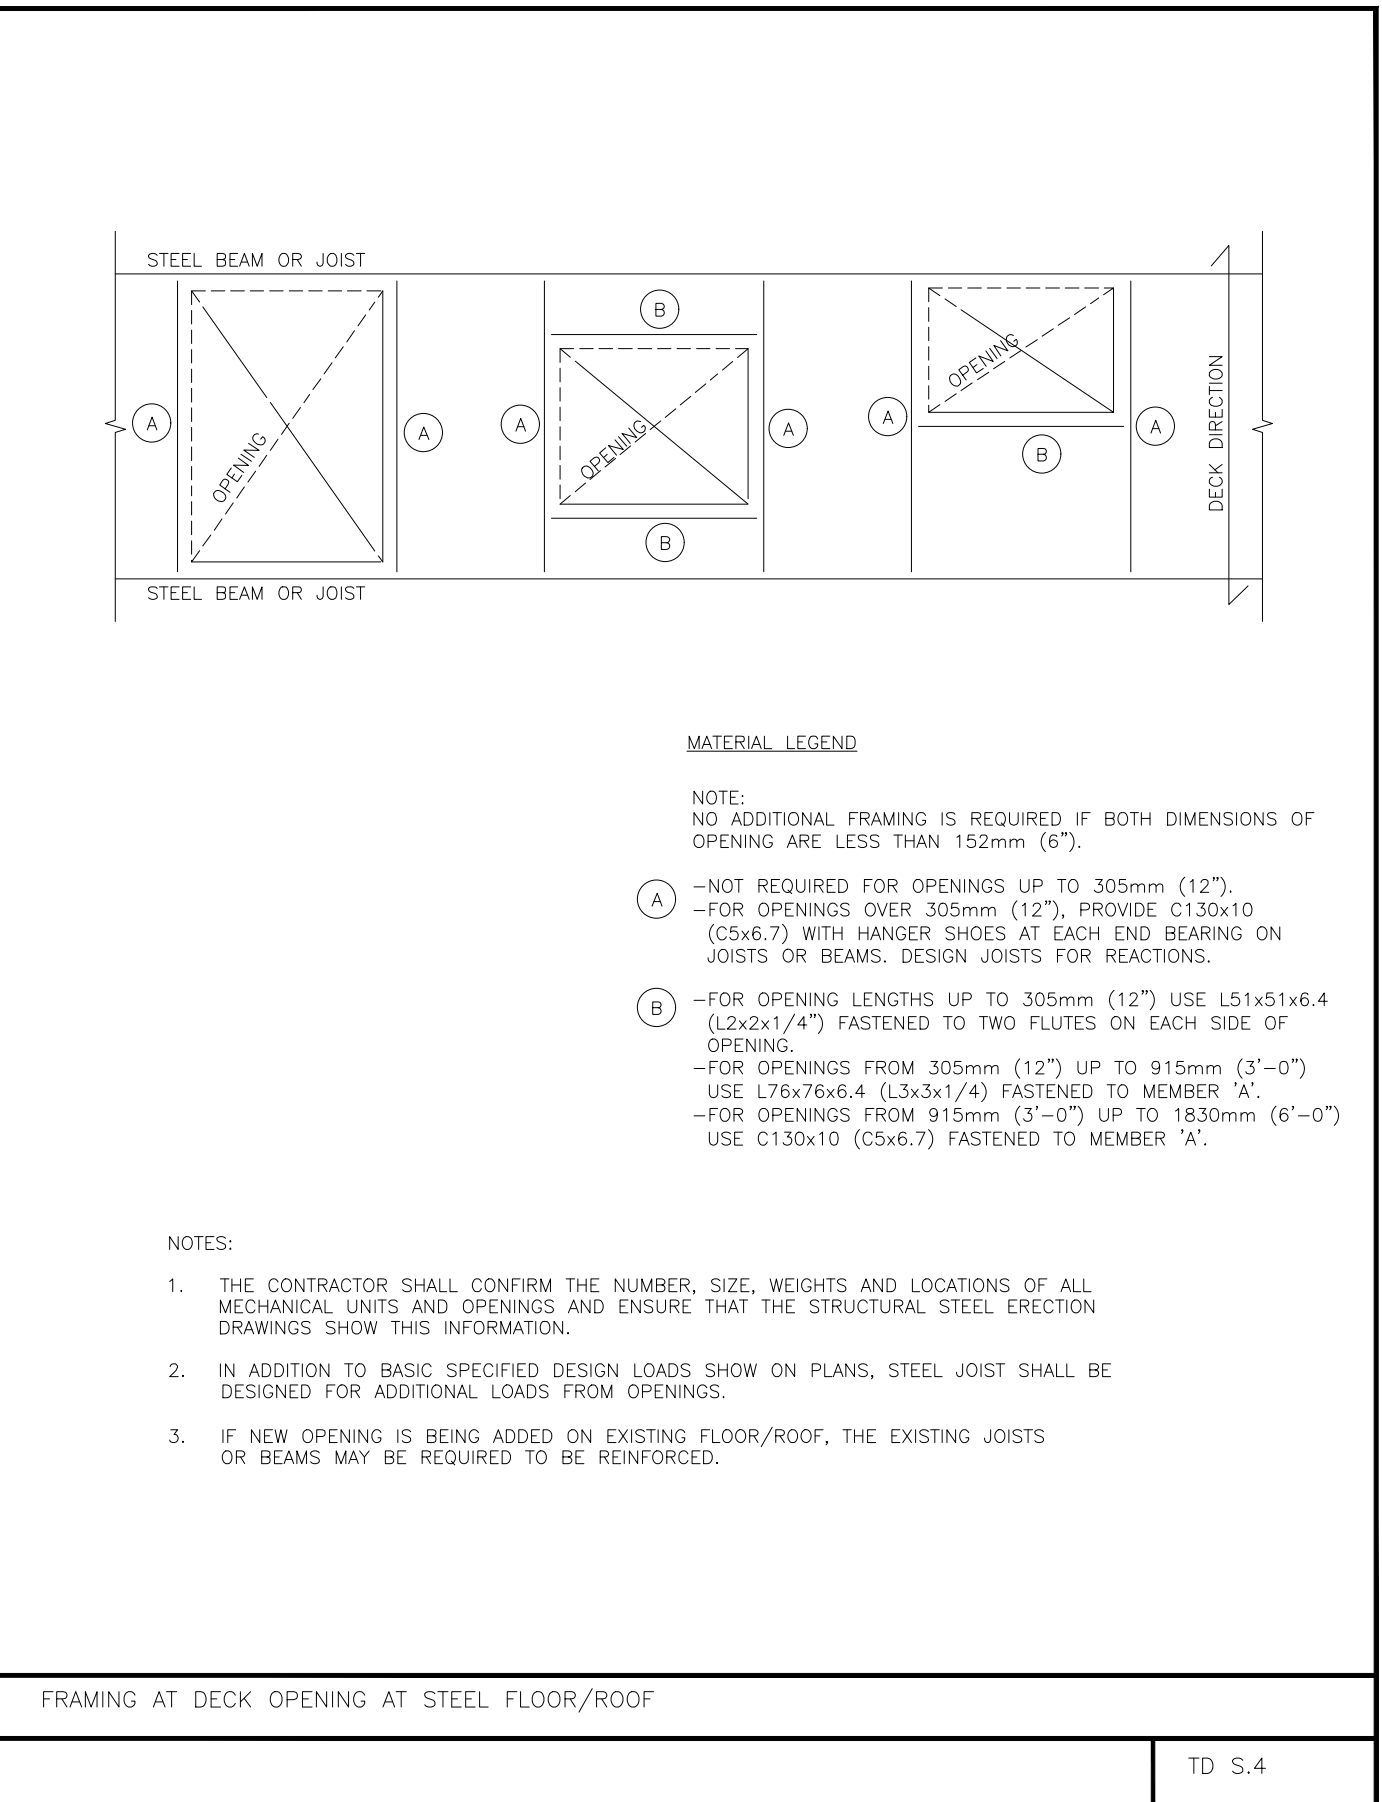 STEEL BEAM OR JOIST
B
OPENING
A
A
OPENING
A
A
OPENING
A
A
B
B
DECK DIRECTION
STEEL BEAM OR JOIST
MATERIAL LEGEND
NOTE:
NO ADDITIONAL FRAMING IS REQUIRED IF BOTH DIMENSIONS OF
OPENING ARE LESS THAN 152mm (6").
A
-NOT REQUIRED FOR OPENINGS UP TO 305mm (12").
-FOR OPENINGS OVER 305mm (12"), PROVIDE C130x10
(C5x6.7) WITH HANGER SHOES AT EACH END BEARING ON
JOISTS OR BEAMS. DESIGN JOISTS FOR REACTIONS.
B
-FOR OPENING LENGTHS UP TO 305mm (12") USE L51x51x6.4
(L2x2x1/4") FASTENED TO TWO FLUTES ON EACH SIDE OF
OPENING.
-FOR OPENINGS FROM 305mm (12") UP TO 915mm (3'-0")
USE L76x76x6.4 (L3x3x1/4) FASTENED TO MEMBER 'A'.
-FOR OPENINGS FROM 915mm (3'-0") UP TO 1830mm (6'-0")
USE C130x10 (C5x6.7) FASTENED TO MEMBER 'A'.
NOTES:
1. THE CONTRACTOR SHALL CONFIRM THE NUMBER, SIZE, WEIGHTS AND LOCATIONS OF ALL
MECHANICAL UNITS AND OPENINGS AND ENSURE THAT THE STRUCTURAL STEEL ERECTION
DRAWINGS SHOW THIS INFORMATION.
2. IN ADDITION TO BASIC SPECIFIED DESIGN LOADS SHOW ON PLANS, STEEL JOIST SHALL BE
DESIGNED FOR ADDITIONAL LOADS FROM OPENINGS.
3. IF NEW OPENING IS BEING ADDED ON EXISTING FLOOR/ROOF, THE EXISTING JOISTS
OR BEAMS MAY BE REQUIRED TO BE REINFORCED.
FRAMING AT DECK OPENING AT STEEL FLOOR/ROOF
TD S.4